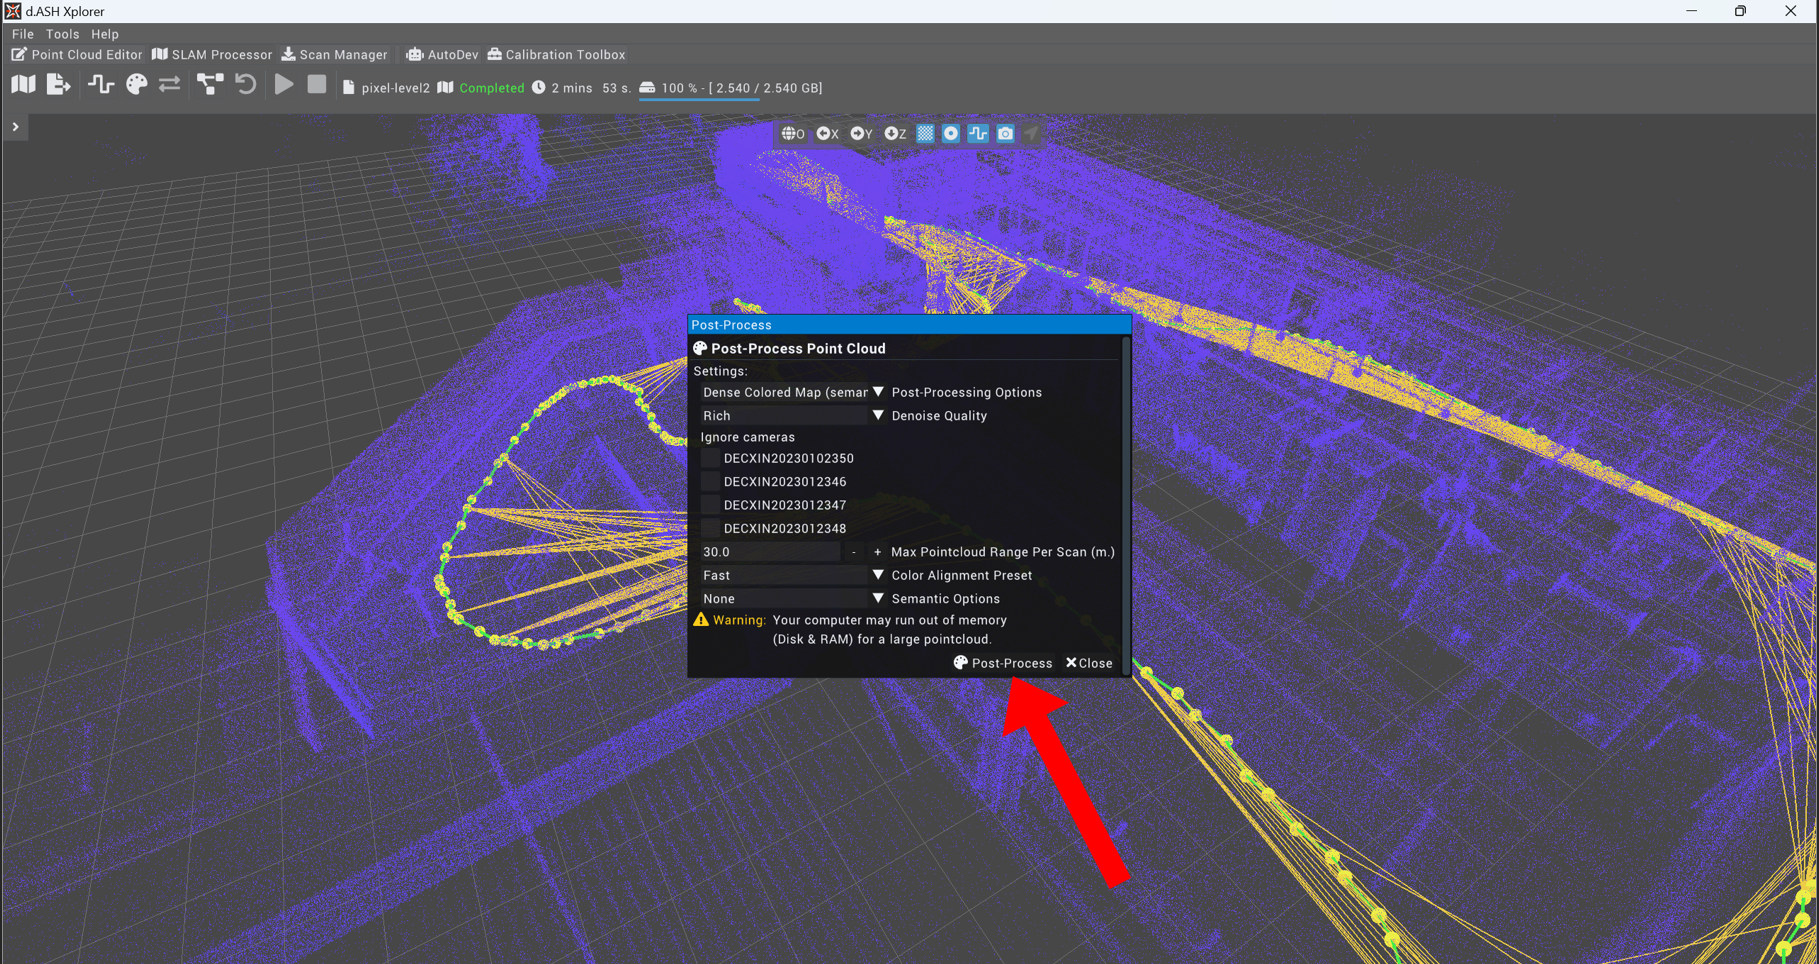 d.ASH Xplorer
File Tools Help
Point Cloud Editor SLAM Processor Scan Manager AutoDev Calibration Toolbox
pixel-level2 Completed 2 mins 53 s. 100 % - [ 2.540 / 2.540 GB]
O X Y Z
Post-Process
Post-Process Point Cloud
Settings:
Dense Colored Map (semar Post-Processing Options
Rich Denoise Quality
Ignore cameras
DECXIN20230102350
DECXIN2023012346
DECXIN2023012347
DECXIN2023012348
30.0 - + Max Pointcloud Range Per Scan (m.)
Fast Color Alignment Preset
None Semantic Options
Warning: Your computer may run out of memory
(Disk & RAM) for a large pointcloud.
Post-Process Close